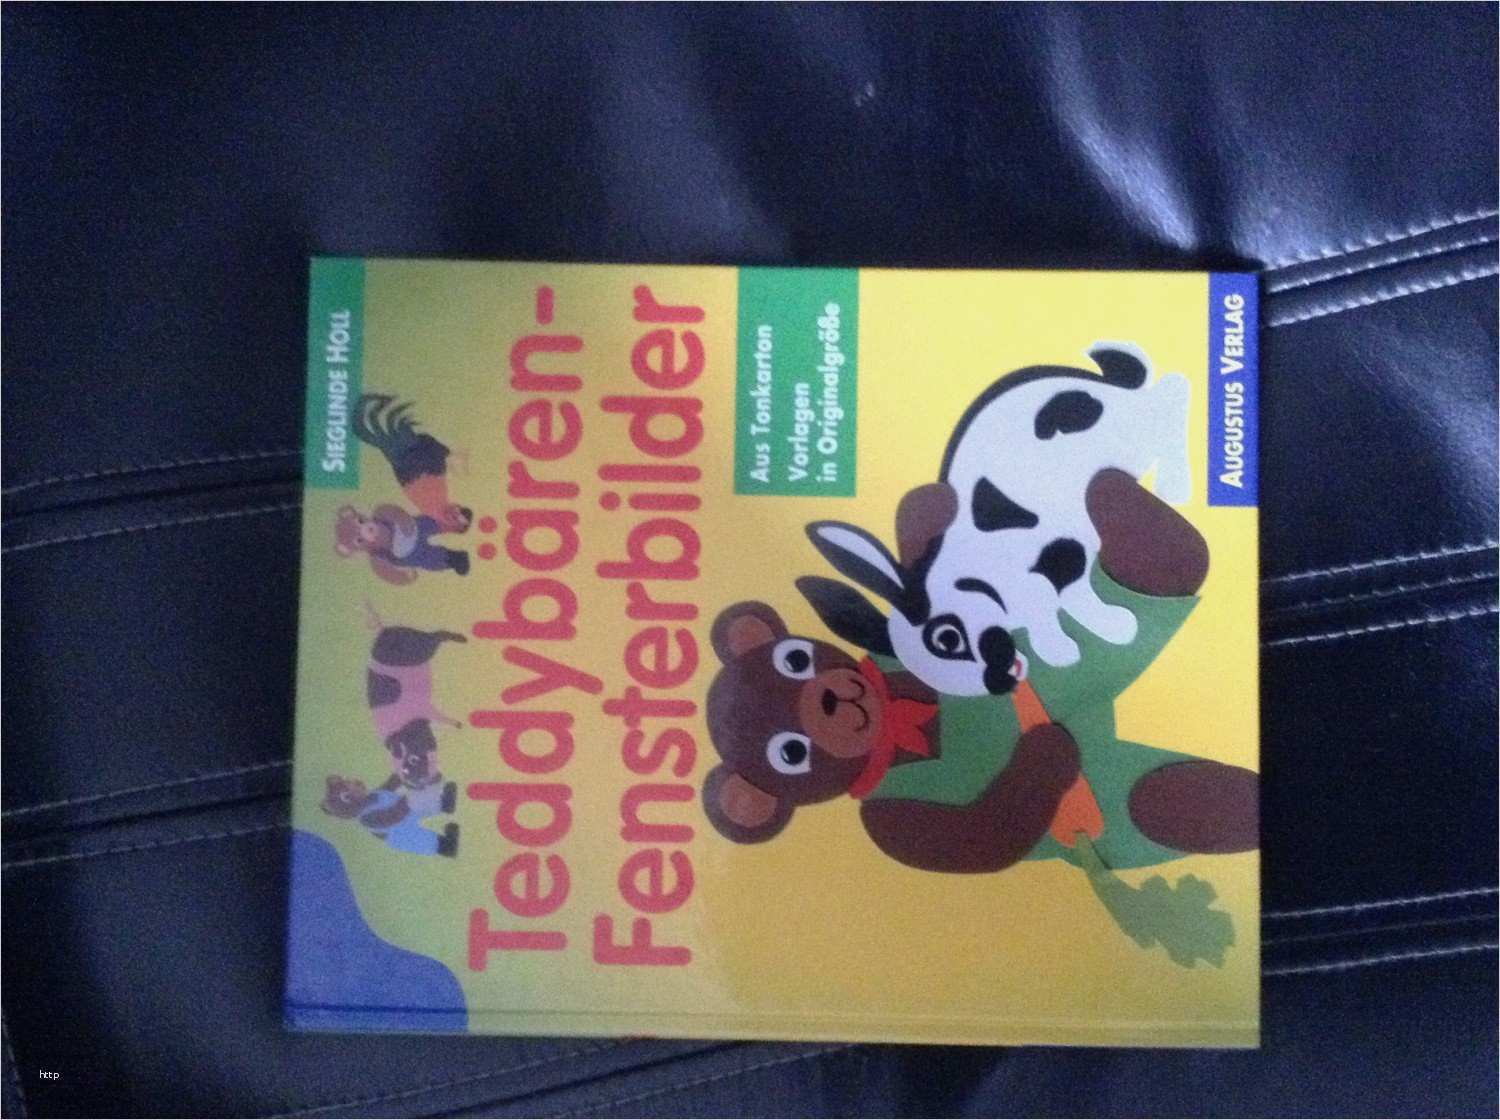 SIEGLINDE HOLL
Teddybären-
Fensterbilder
Aus Tonkarton
Vorlagen
in Originalgröße
AUGUSTUS VERLAG
http